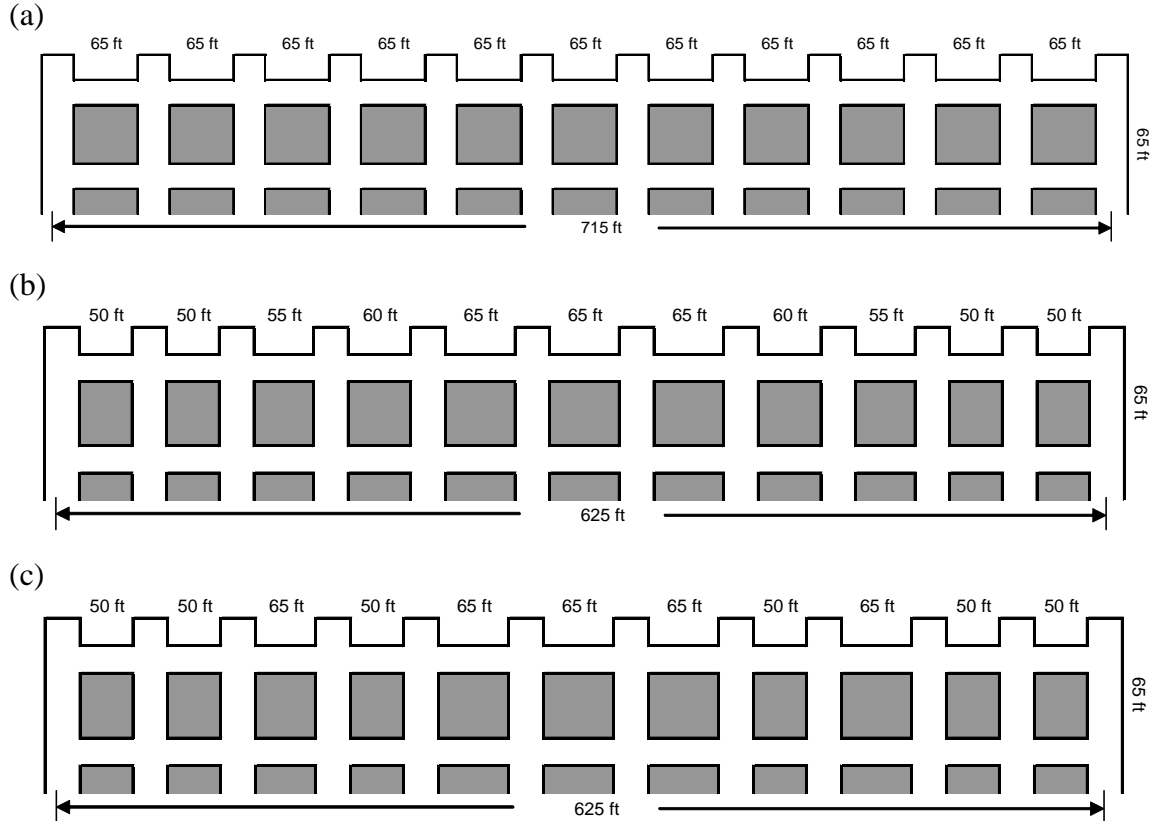 (a)
65 ft 65 ft 65 ft 65 ft 65 ft 65 ft 65 ft 65 ft 65 ft 65 ft 65 ft
65 ft
715 ft
(b)
50 ft 50 ft 55 ft 60 ft 65 ft 65 ft 65 ft 60 ft 55 ft 50 ft 50 ft
65 ft
625 ft
(c)
50 ft 50 ft 65 ft 50 ft 65 ft 65 ft 65 ft 50 ft 65 ft 50 ft 50 ft
65 ft
625 ft